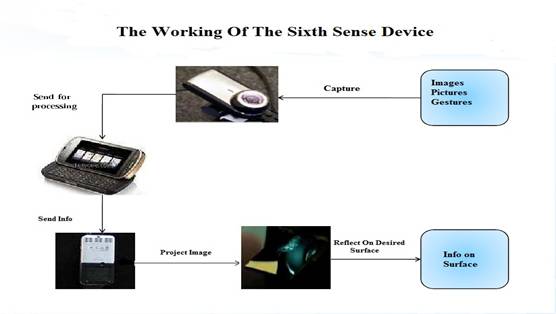 The Working Of The Sixth Sense Device
Send for
processing
Capture
Images
Pictures
Gestures
Send Info
Project Image
Reflect On Desired
Surface
Info on
Surface